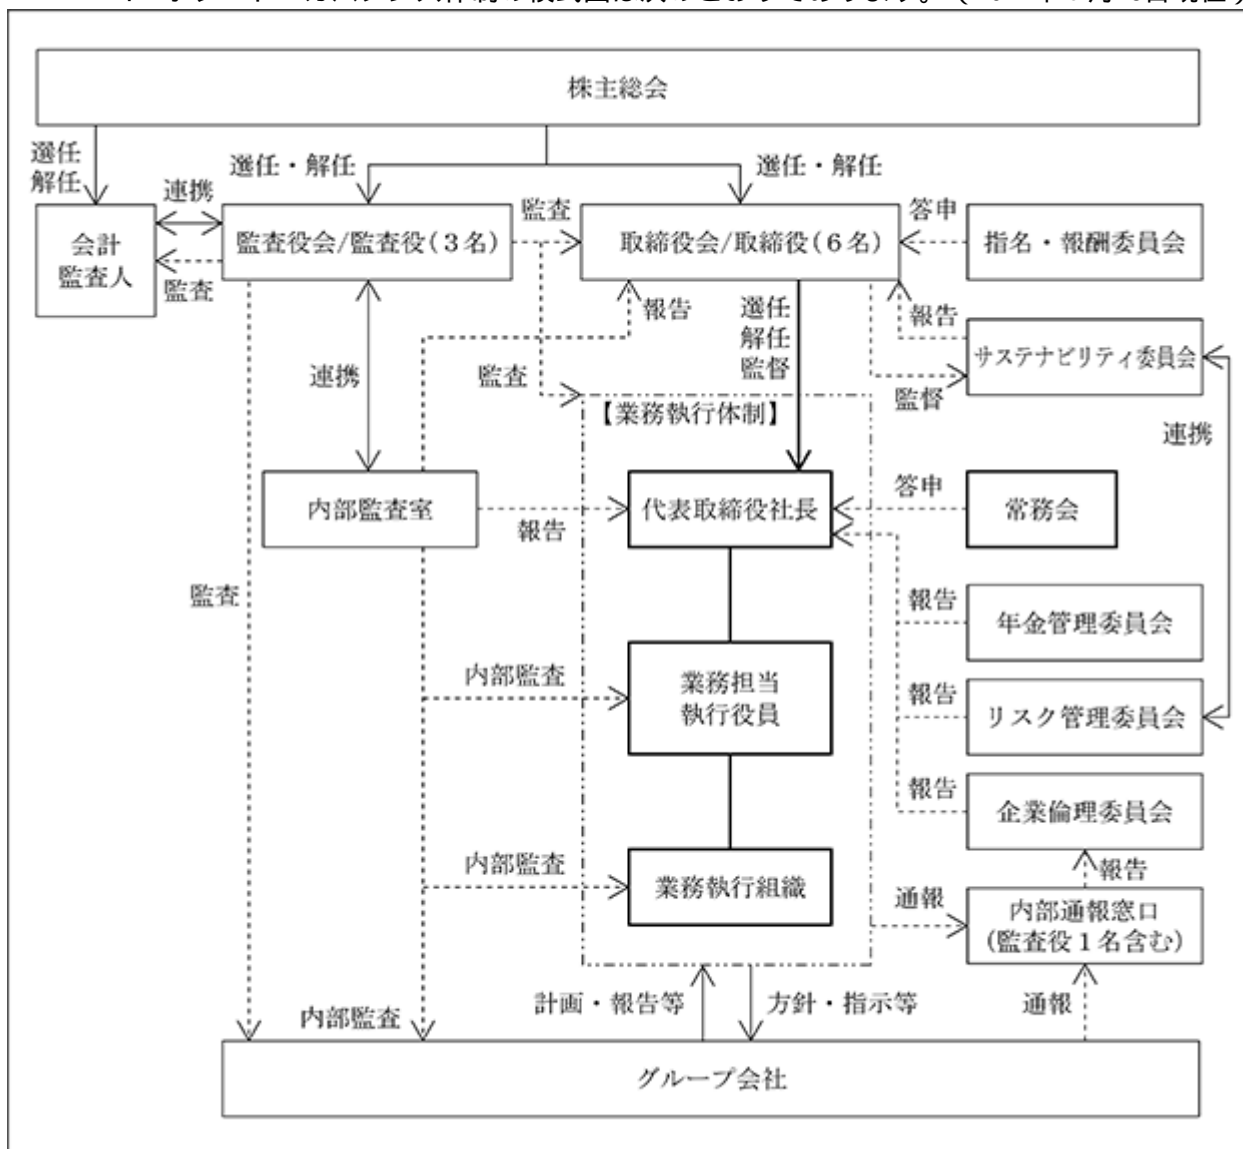 株主総会
選任
解任
選任・解任
選任・解任
連携
監査
答申
会計
監査人
監査役会/監査役(3名)
取締役会/取締役(6名)
指名・報酬委員会
監査
報告
選任
解任
監督
報告
サステナビリティ委員会
連携
監査
監督
【業務執行体制】
連携
内部監査室
報告
代表取締役社長
答申
常務会
監査
報告
年金管理委員会
内部監査
業務担当
執行役員
報告
リスク管理委員会
報告
企業倫理委員会
内部監査
業務執行組織
報告
通報
内部通報窓口
(監査役1名含む)
内部監査
計画・報告等
方針・指示等
通報
グループ会社